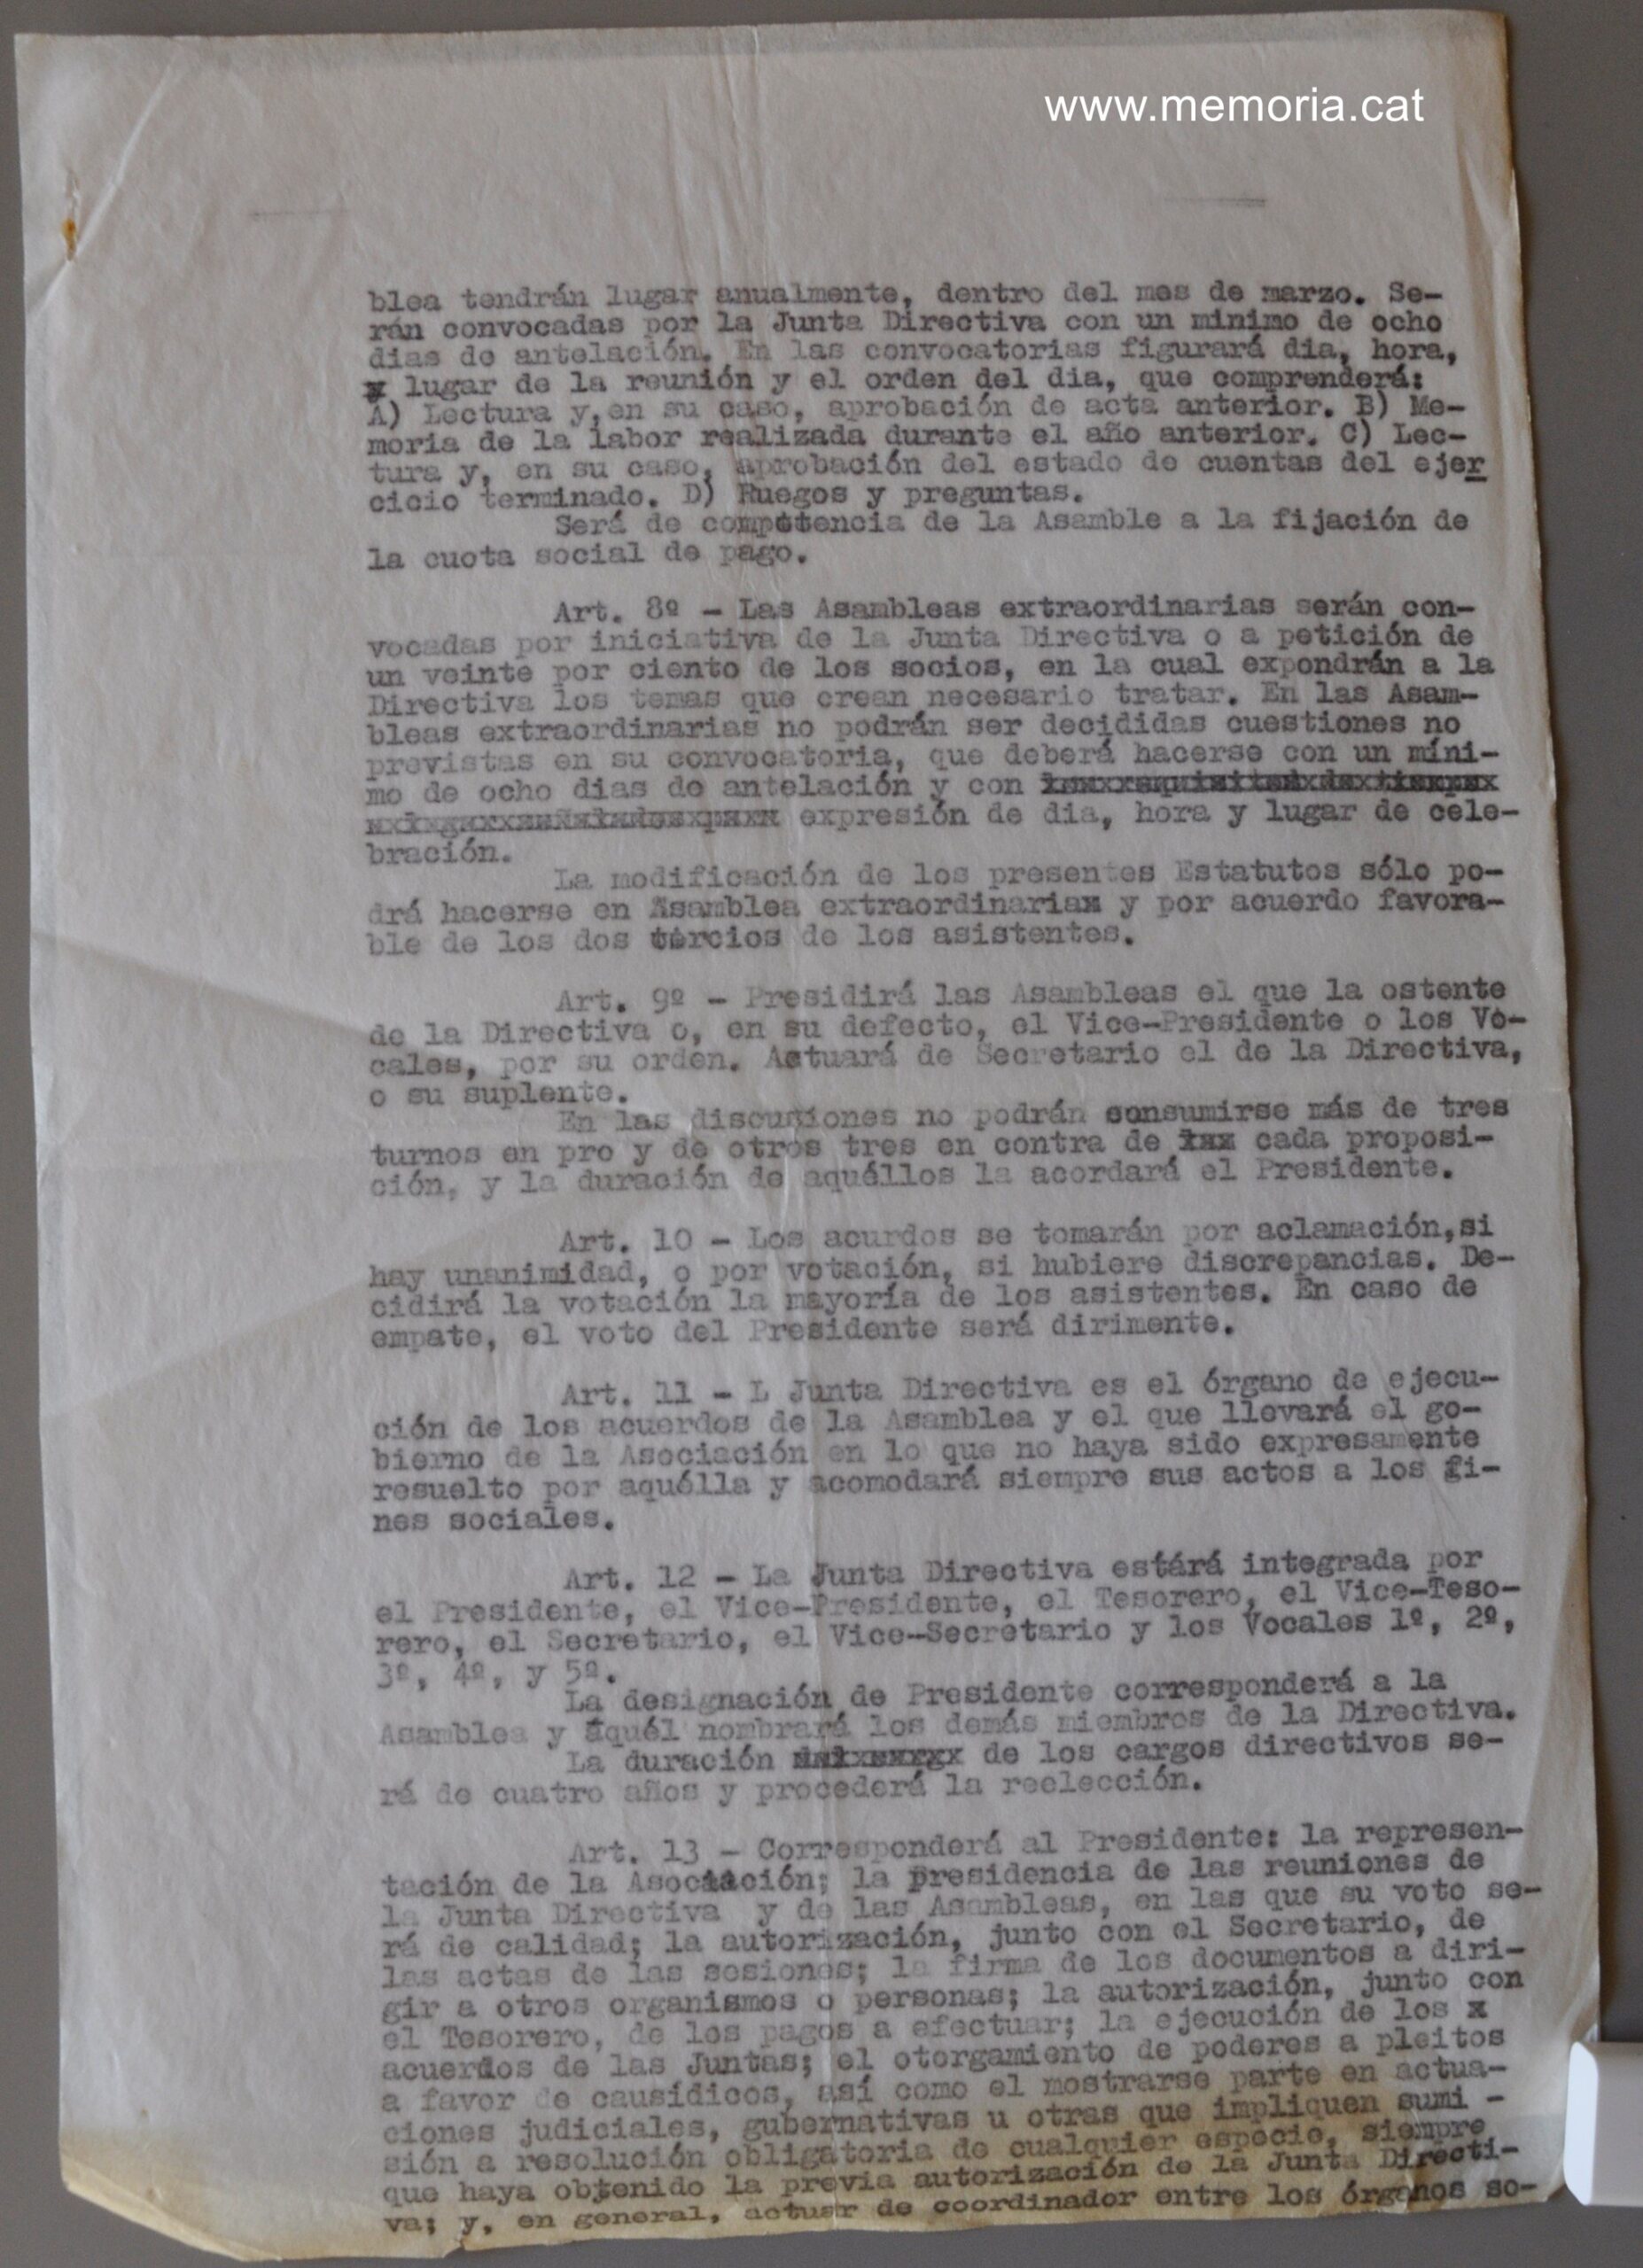 www.memoria.cat
blea tendrán lugar anualmente, dentro del mes de marzo. Se-
rán convocadas por la Junta Directiva con un minimo de ocho
dias de antelación. En las convocatorias figurará dia, hora,
lugar de la reunión y el orden del dia, que comprenderá:
A) Lectura y,en su caso, aprobación de acta anterior. B) Me-
moria de la labor realizada durante el año anterior. C) Lec-
tura y, en su caso, aprobación del estado de cuentas del ejer
cicio terminado. D) Ruegos y preguntas.
Será de competencia de la Asamble a la fijación de
la cuota social de pago.
Art. 8º - Las Asambleas extraordinarias serán con-
vocadas por iniciativa de la Junta Directiva o a petición de
un veinte por ciento de los socios, en la cual expondrán a la
Directiva los temas que crean necesario tratar. En las Asam-
bleas extraordinarias no podrán ser decididas cuestiones no
previstas en su convocatoria, que deberá hacerse con un míni-
mo de ocho dias de antelación y con
expresión de dia, hora y lugar de cele-
bración.
La modificación de los presentes Estatutos sólo po-
drá hacerse en Asamblea extraordinariax y por acuerdo favora-
ble de los dos tercios de los asistentes.
Art. 9º - Presidirá las Asambleas el que la ostente
de la Directiva o, en su defecto, el Vice-Presidente o los Vo-
cales, por su orden. Actuará de Secretario el de la Directiva,
o su suplente.
En las discusiones no podrán consumirse más de tres
turnos en pro y de otros tres en contra de cada proposi-
ción, y la duración de aquéllos la acordará el Presidente.
Art. 10 - Los acurdos se tomarán por aclamación,si
hay unanimidad, o por votación, si hubiere discrepancias. De-
cidirá la votación la mayoría de los asistentes. En caso de
empate, el voto del Presidente será dirimente.
Art. 11 - L Junta Directiva es el órgano de ejecu-
ción de los acuerdos de la Asamblea y el que llevará el go-
bierno de la Asociación en lo que no haya sido expresamente
resuelto por aquélla y acomodará siempre sus actos a los fi-
nes sociales.
Art. 12 - La Junta Directiva estárá integrada por
el Presidente, el Vice-Presidente, el Tesorero, el Vice-Teso-
rero, el Secretario, el Vice-Secretario y los Vocales 1º, 2º,
3º, 4º, y 5º.
La designación de Presidente corresponderá a la
Asamblea y áquél nombrará los demás miembros de la Directiva.
La duración de los cargos directivos se-
rá de cuatro años y procederá la reelección.
Art. 13 - Corresponderá al Presidente: la represen-
tación de la Asociación; la presidencia de las reuniones de
la Junta Directiva y de las Asambleas, en las que su voto se-
rá de calidad; la autorización, junto con el Secretario, de
las actas de las sesiones; la firma de los documentos a diri-
gir a otros organismos o personas; la autorización, junto con
el Tesorero, de los pagos a efectuar; la ejecución de los x
acuerdos de las Juntas; el otorgamiento de poderes a pleitos
a favor de causídicos, así como el mostrarse parte en actua-
ciones judiciales, gubernativas u otras que impliquen sumi -
sión a resolución obligatoria de cualquier especie, siempre
que haya obtenido la previa autorización de la Junta Directi-
va; y, en general, actuar de coordinador entre los órganos so-